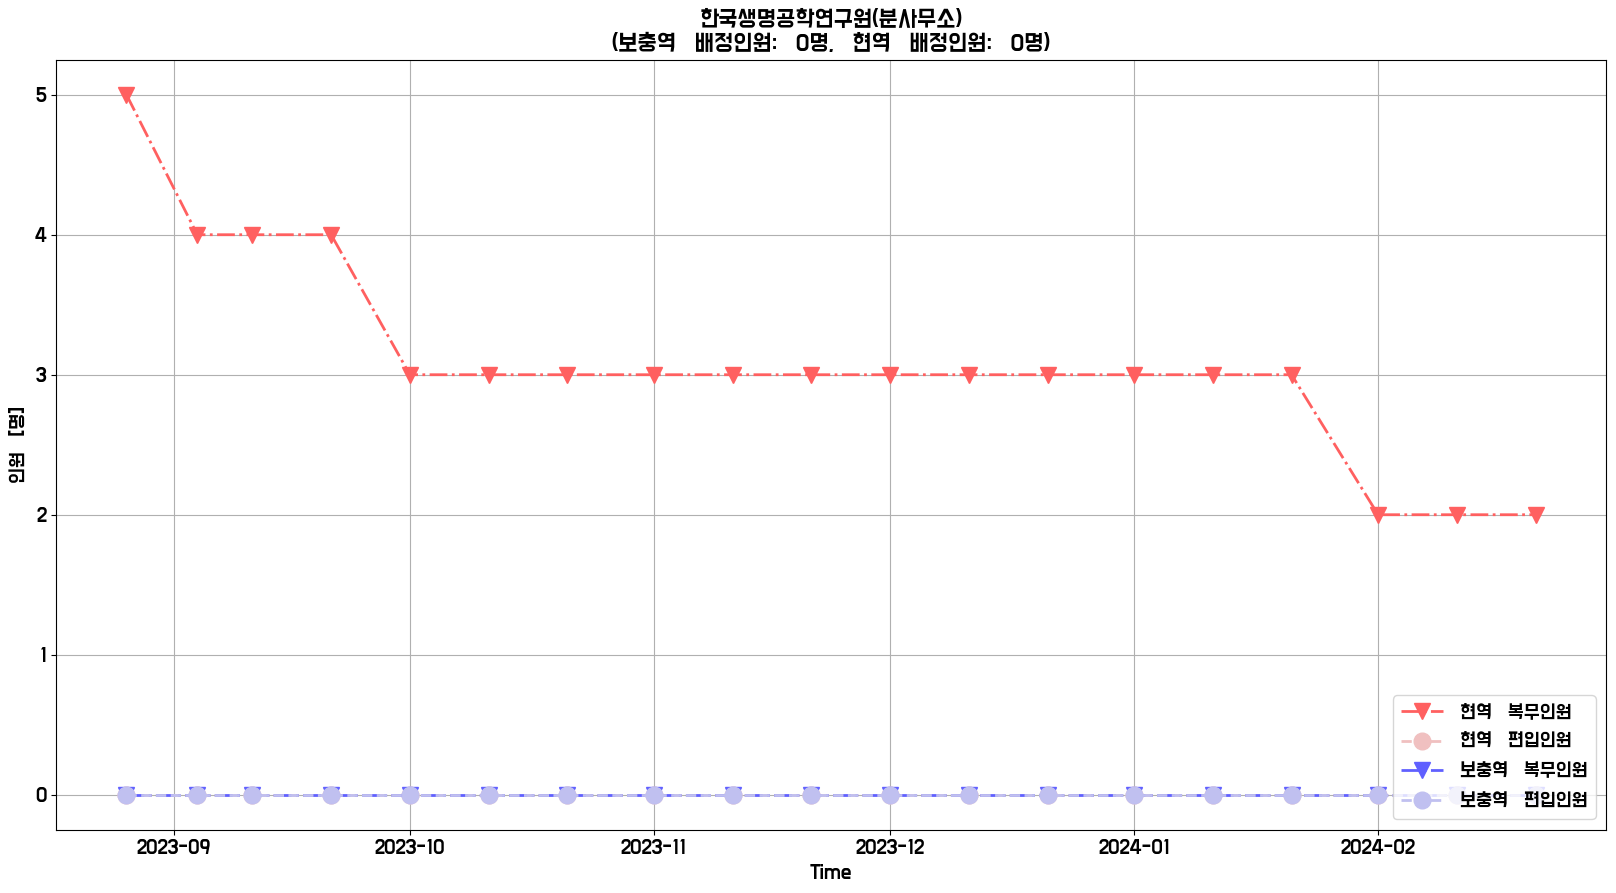 한국생명공학연구원(분사무소)
(보충역 배정인원: 0명, 현역 배정인원: 0명)
5
4
3
2
1
0
인원 [명]
2023-09
2023-10
2023-11
2023-12
2024-01
2024-02
Time
현역 복무인원
현역 편입인원
보충역 복무인원
보충역 편입인원